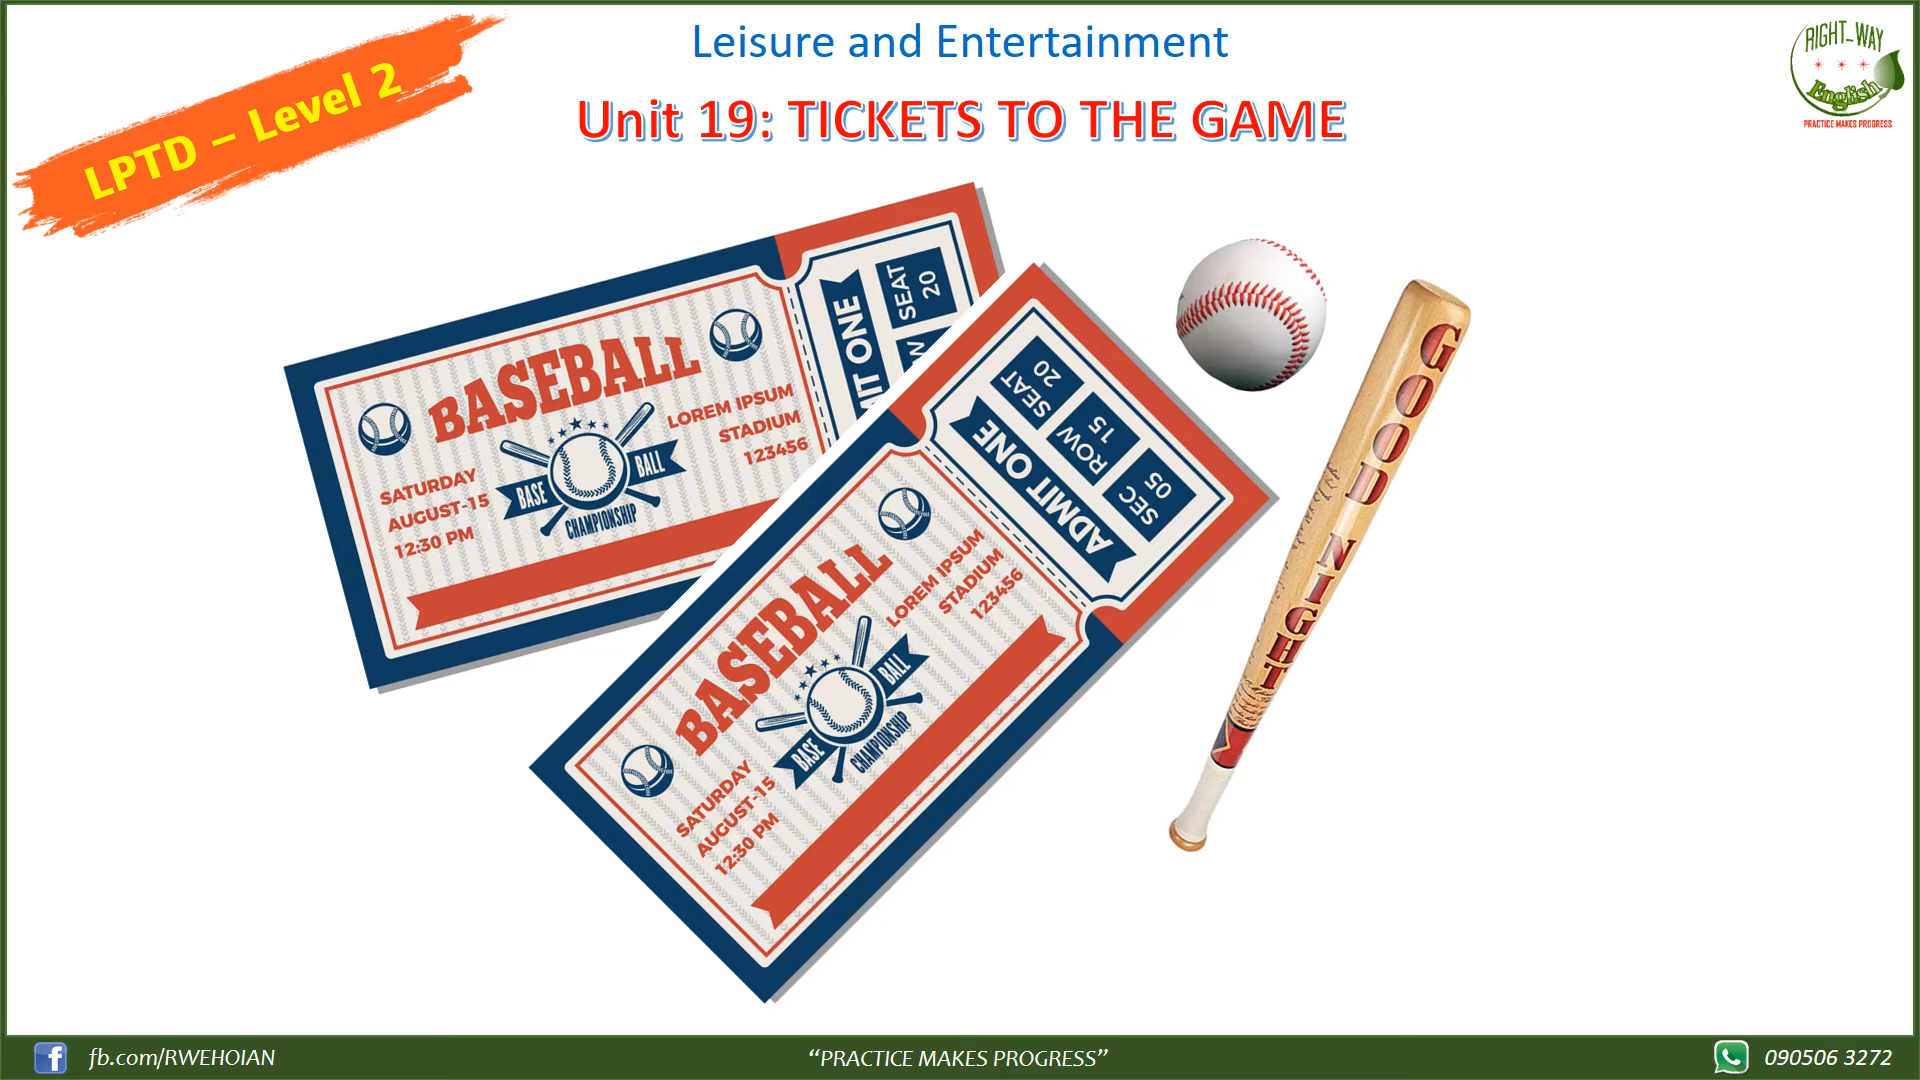 Leisure and Entertainment
Unit 19: TICKETS TO THE GAME
LPTD – Level 2
RIGHT_WAY
English
PRACTICE MAKES PROGRESS
BASEBALL
LOREM IPSUM
STADIUM
123456
SATURDAY
AUGUST-15
12:30 PM
BASE BALL
CHAMPIONSHIP
MIT ONE
SEAT
20
W
BASEBALL
LOREM IPSUM
STADIUM
123456
SATURDAY
AUGUST-15
12:30 PM
BASE BALL
CHAMPIONSHIP
ADMIT ONE
SEAT
20
ROW
15
SEC
05
GOOD NIGHT
f fb.com/RWEHOIAN
“PRACTICE MAKES PROGRESS”
090506 3272